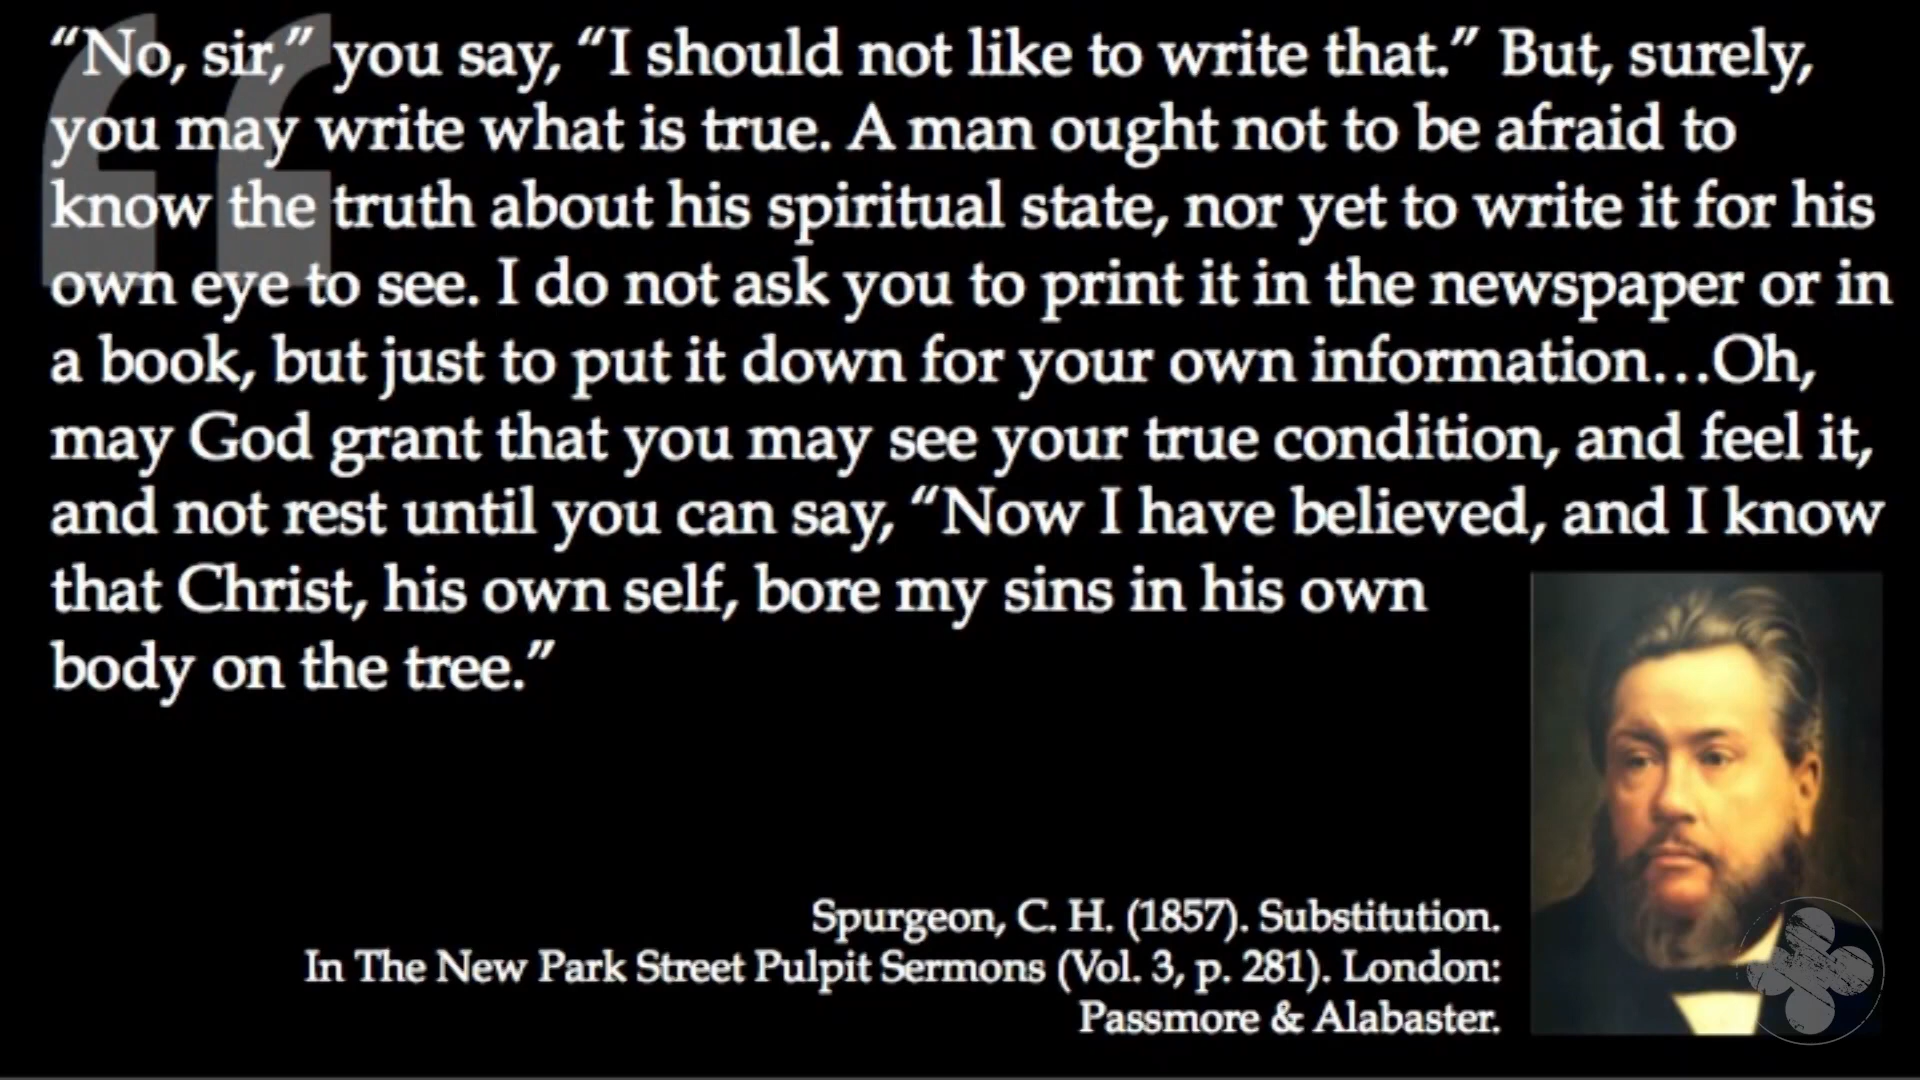 “No, sir,” you say, “I should not like to write that.” But, surely,
you may write what is true. A man ought not to be afraid to
know the truth about his spiritual state, nor yet to write it for his
own eye to see. I do not ask you to print it in the newspaper or in
a book, but just to put it down for your own information…Oh,
may God grant that you may see your true condition, and feel it,
and not rest until you can say, “Now I have believed, and I know
that Christ, his own self, bore my sins in his own
body on the tree.”
Spurgeon, C. H. (1857). Substitution.
In The New Park Street Pulpit Sermons (Vol. 3, p. 281). London:
Passmore & Alabaster.